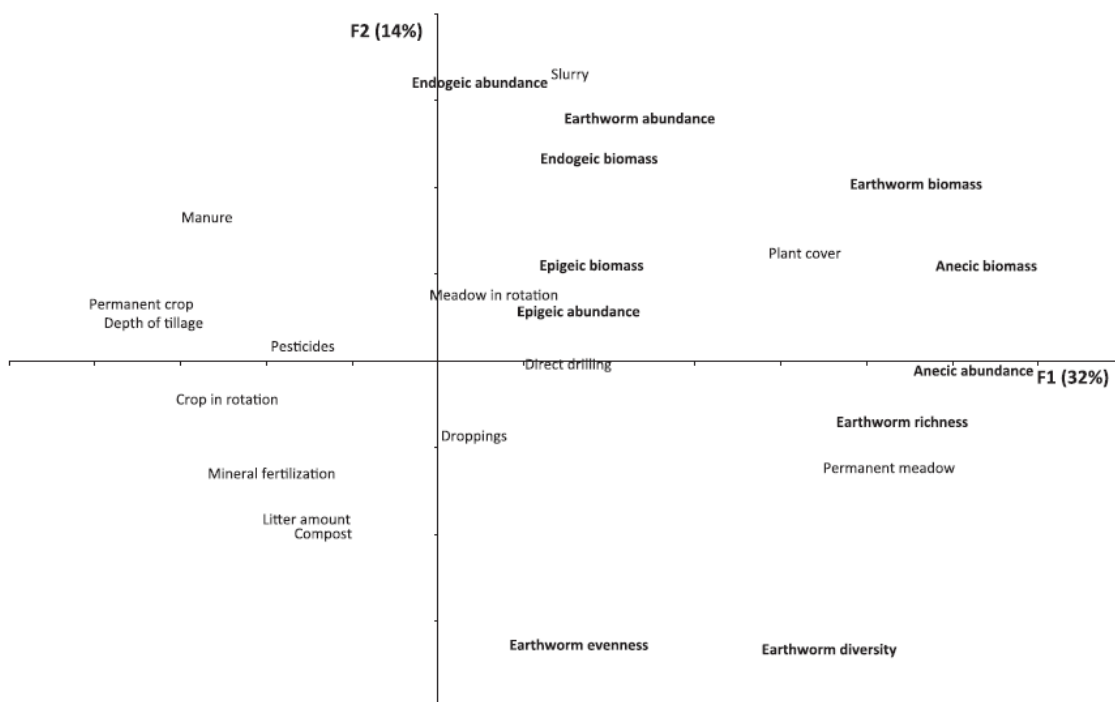 F2 (14%)
Slurry
Endogeic abundance
Earthworm abundance
Endogeic biomass
Earthworm biomass
Manure
Plant cover
Epigeic biomass
Anecic biomass
Meadow in rotation
Permanent crop
Epigeic abundance
Depth of tillage
Pesticides
Direct drilling
Anecic abundance
F1 (32%)
Crop in rotation
Earthworm richness
Droppings
Permanent meadow
Mineral fertilization
Litter amount
Compost
Earthworm evenness
Earthworm diversity